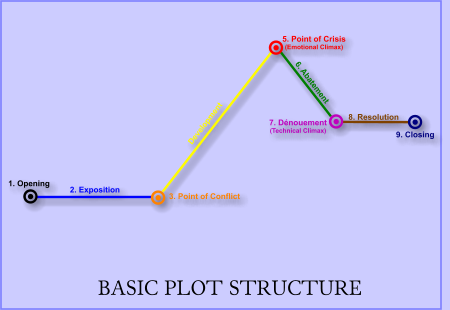 1. Opening
2. Exposition
3. Point of Conflict
Development
5. Point of Crisis
(Emotional Climax)
6. Abatement
7. Dénouement
(Technical Climax)
8. Resolution
9. Closing
BASIC PLOT STRUCTURE